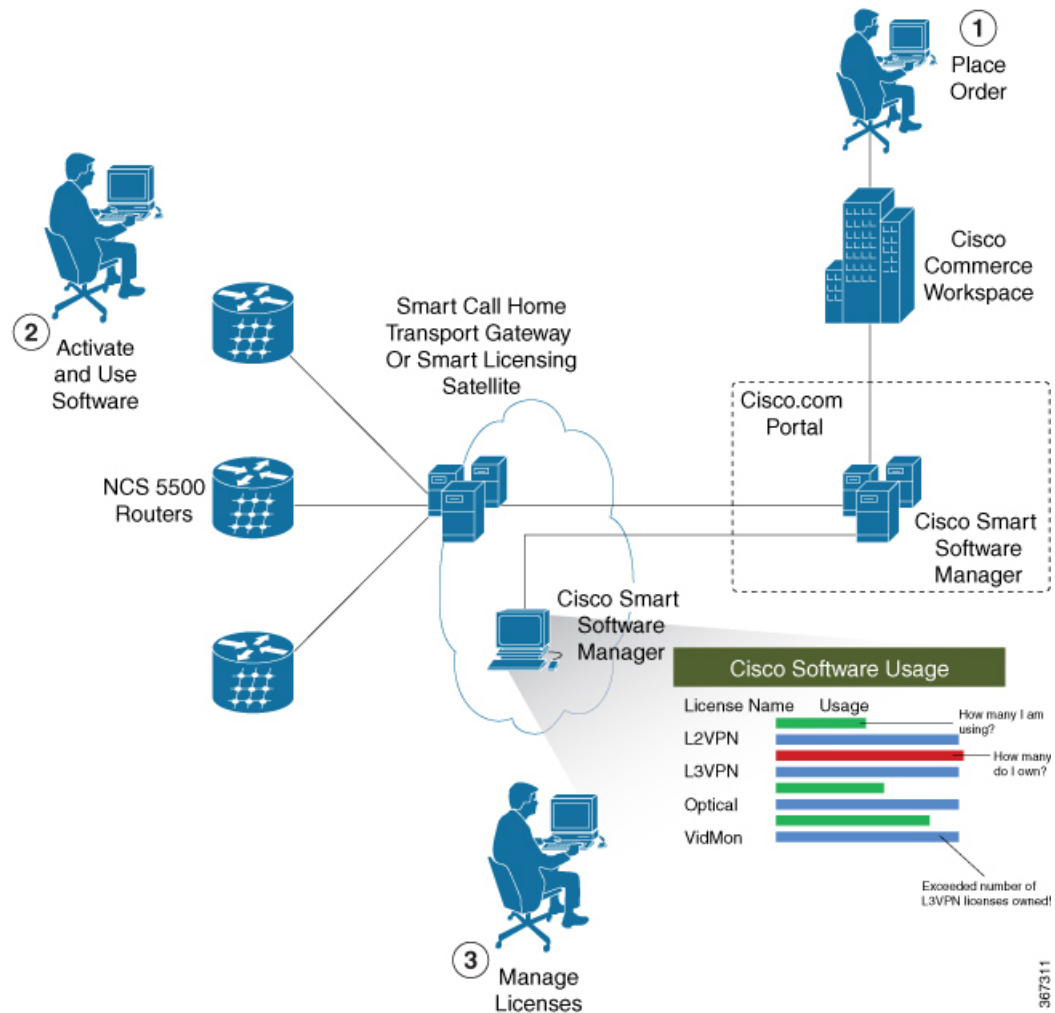 1
Place
Order
Cisco
Commerce
Workspace
2
Activate
and Use
Software
Smart Call Home
Transport Gateway
Or Smart Licensing
Satellite
Cisco.com
Portal
NCS 5500
Routers
Cisco Smart
Software
Manager
Cisco Smart
Software
Manager
Cisco Software Usage
License Name Usage
How many I am
using?
L2VPN
How many
do I own?
L3VPN
Optical
VidMon
Exceeded number of
L3VPN licenses owned!
3
Manage
Licenses
367311